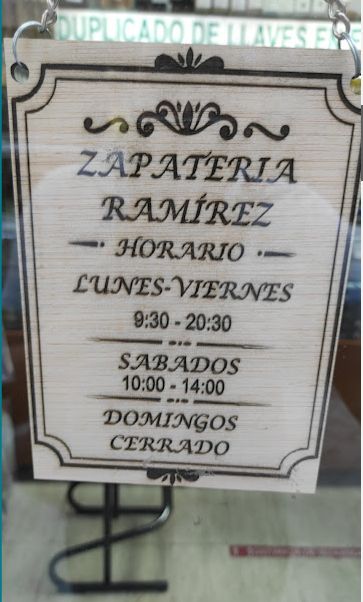 DUPLICADO DE LLAVES EN E
ZAPATERIA
RAMÍREZ
HORARIO
LUNES-VIERNES
9:30 - 20:30
SABADOS
10:00 - 14:00
DOMINGOS
CERRADO